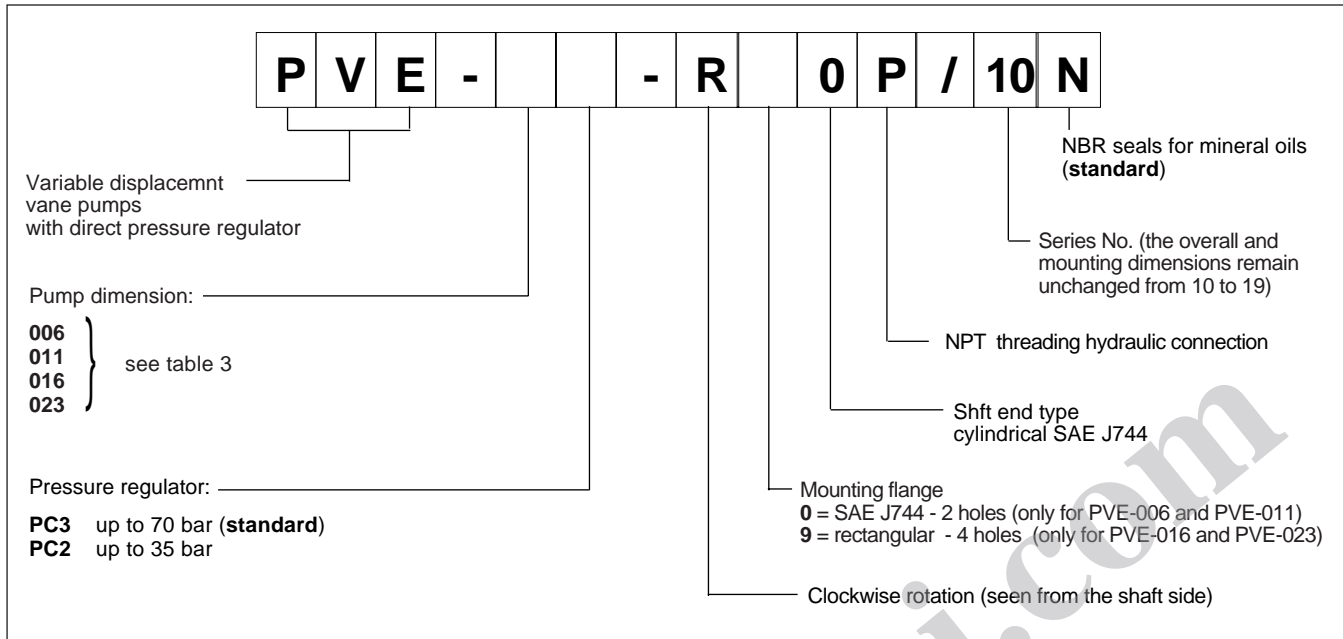 P V E - - R 0 P / 10 N
NBR seals for mineral oils
(standard)
Variable displacemnt
vane pumps
with direct pressure regulator
Series No. (the overall and
mounting dimensions remain
unchanged from 10 to 19)
Pump dimension:
006
011
016
023
see table 3
NPT threading hydraulic connection
Shft end type
cylindrical SAE J744
Pressure regulator:
PC3 up to 70 bar (standard)
PC2 up to 35 bar
Mounting flange
0 = SAE J744 - 2 holes (only for PVE-006 and PVE-011)
9 = rectangular - 4 holes (only for PVE-016 and PVE-023)
Clockwise rotation (seen from the shaft side)
i.com